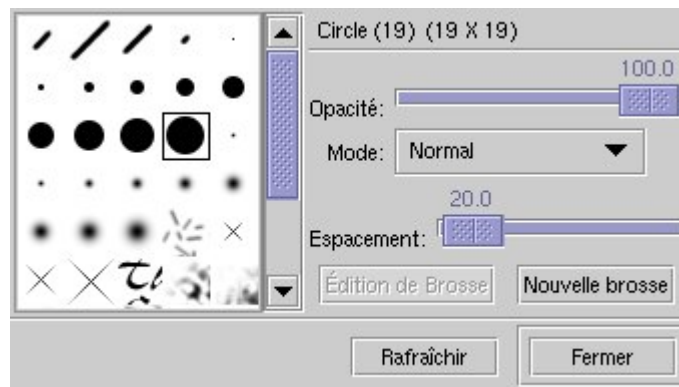 Circle (19) (19 X 19)
100.0
Opacité:
Mode: Normal
20.0
Espacement:
Édition de Brosse Nouvelle brosse
Rafraîchir Fermer